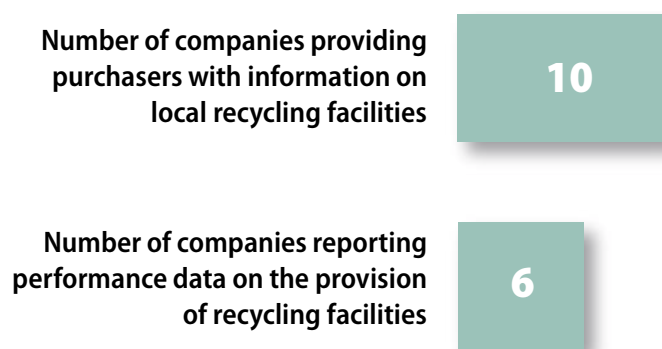 Number of companies providing
purchasers with information on
local recycling facilities
10
Number of companies reporting
performance data on the provision
of recycling facilities
6